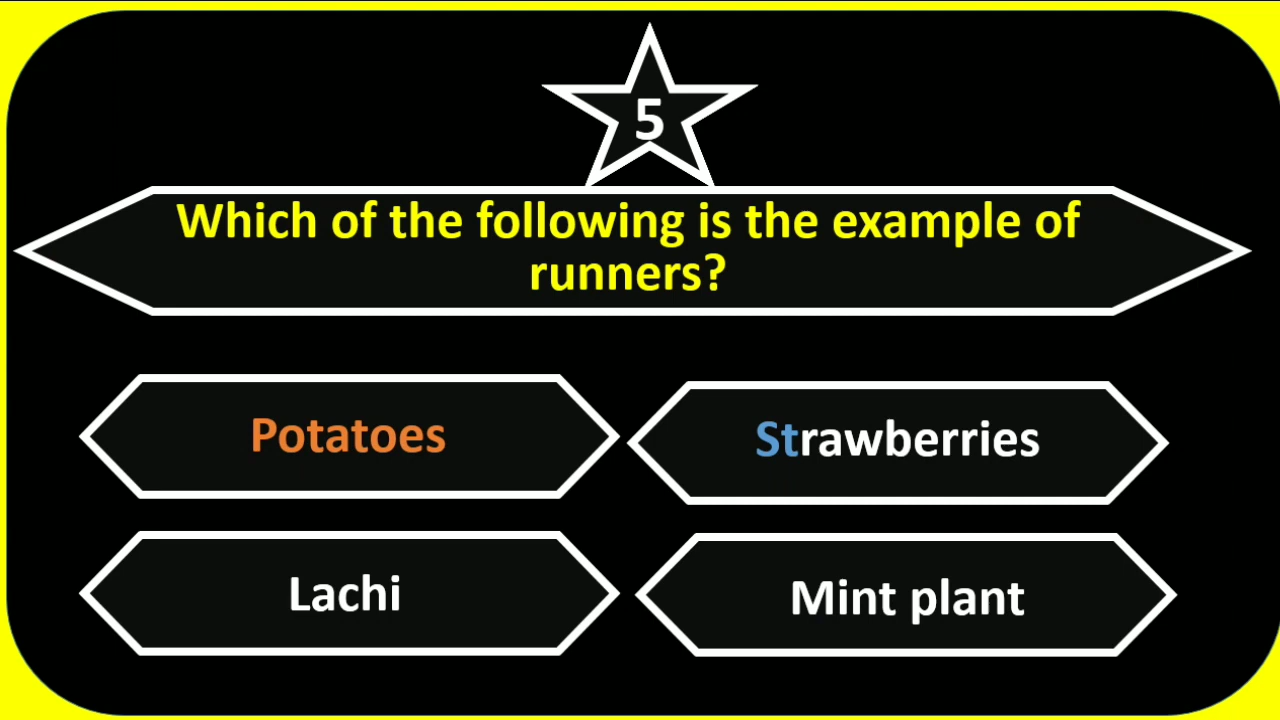 5
Which of the following is the example of
runners?
Potatoes
Strawberries
Lachi
Mint plant